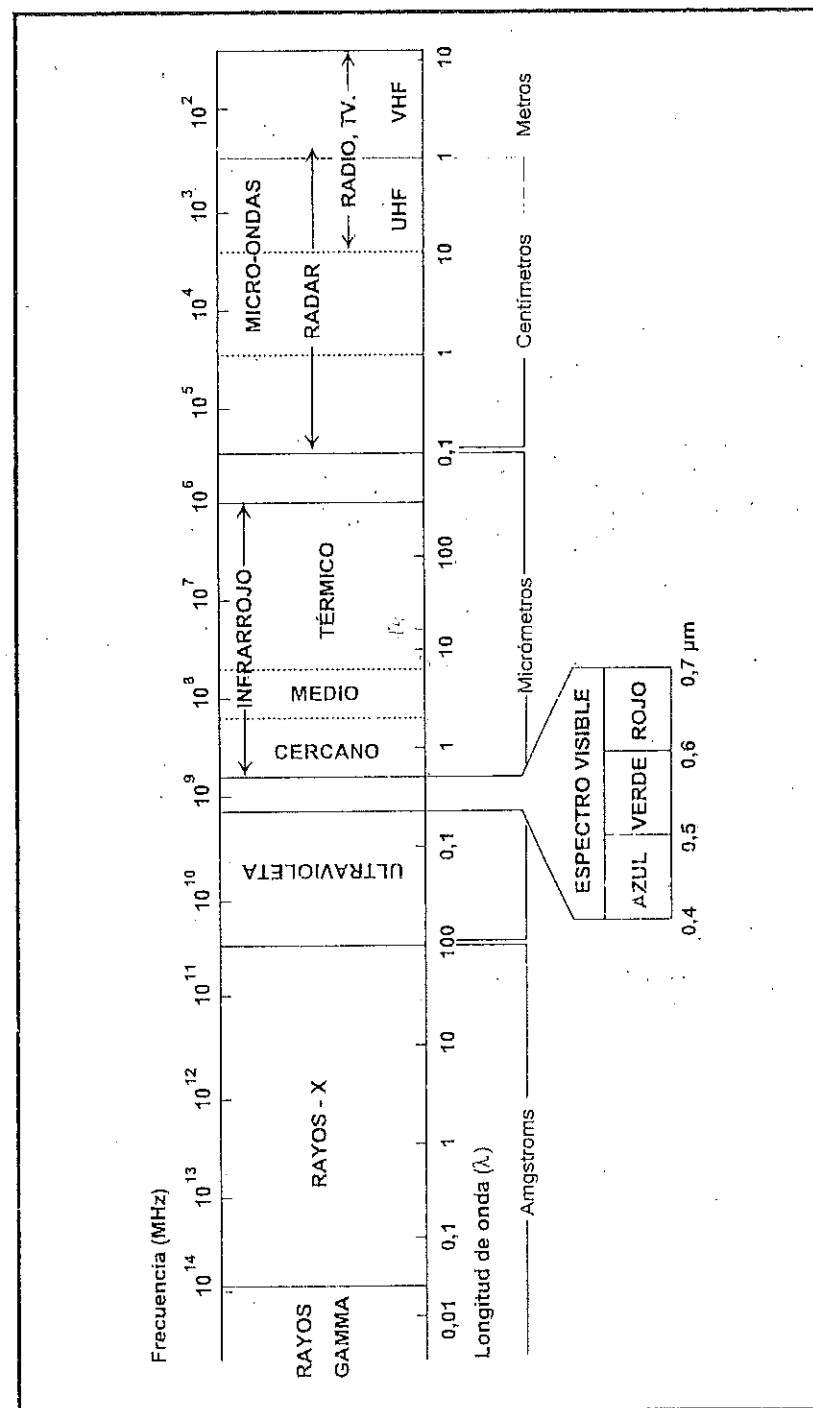 Frecuencia (MHz)
10^14 10^13 10^12 10^11 10^10 10^9 10^8 10^7 10^6 10^5 10^4 10^3 10^2
INFRARROJO
MICRO-ONDAS
RAYOS
GAMMA
RAYOS - X
ULTRAVIOLETA
CERCANO
MEDIO
TÉRMICO
RADAR
RADIO, TV.
UHF
VHF
0,01 0,1 1 10 100 0,1 1 10 100 0,1 1 10 1 10
Longitud de onda (λ)
Amgstroms
Micrómetros
Centímetros
Metros
ESPECTRO VISIBLE
AZUL VERDE ROJO
0,4 0,5 0,6 0,7 μm